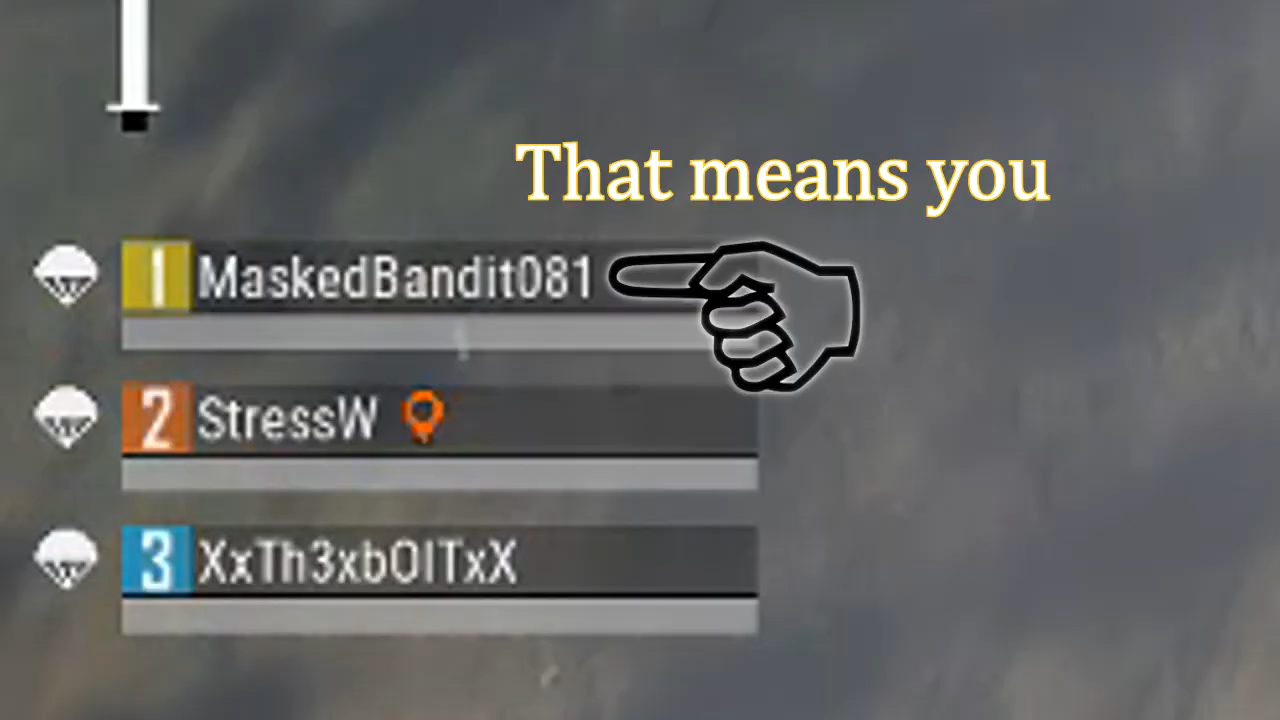 That means you
1 MaskedBandit081
2 StressW
3 XxTh3xbOITxX